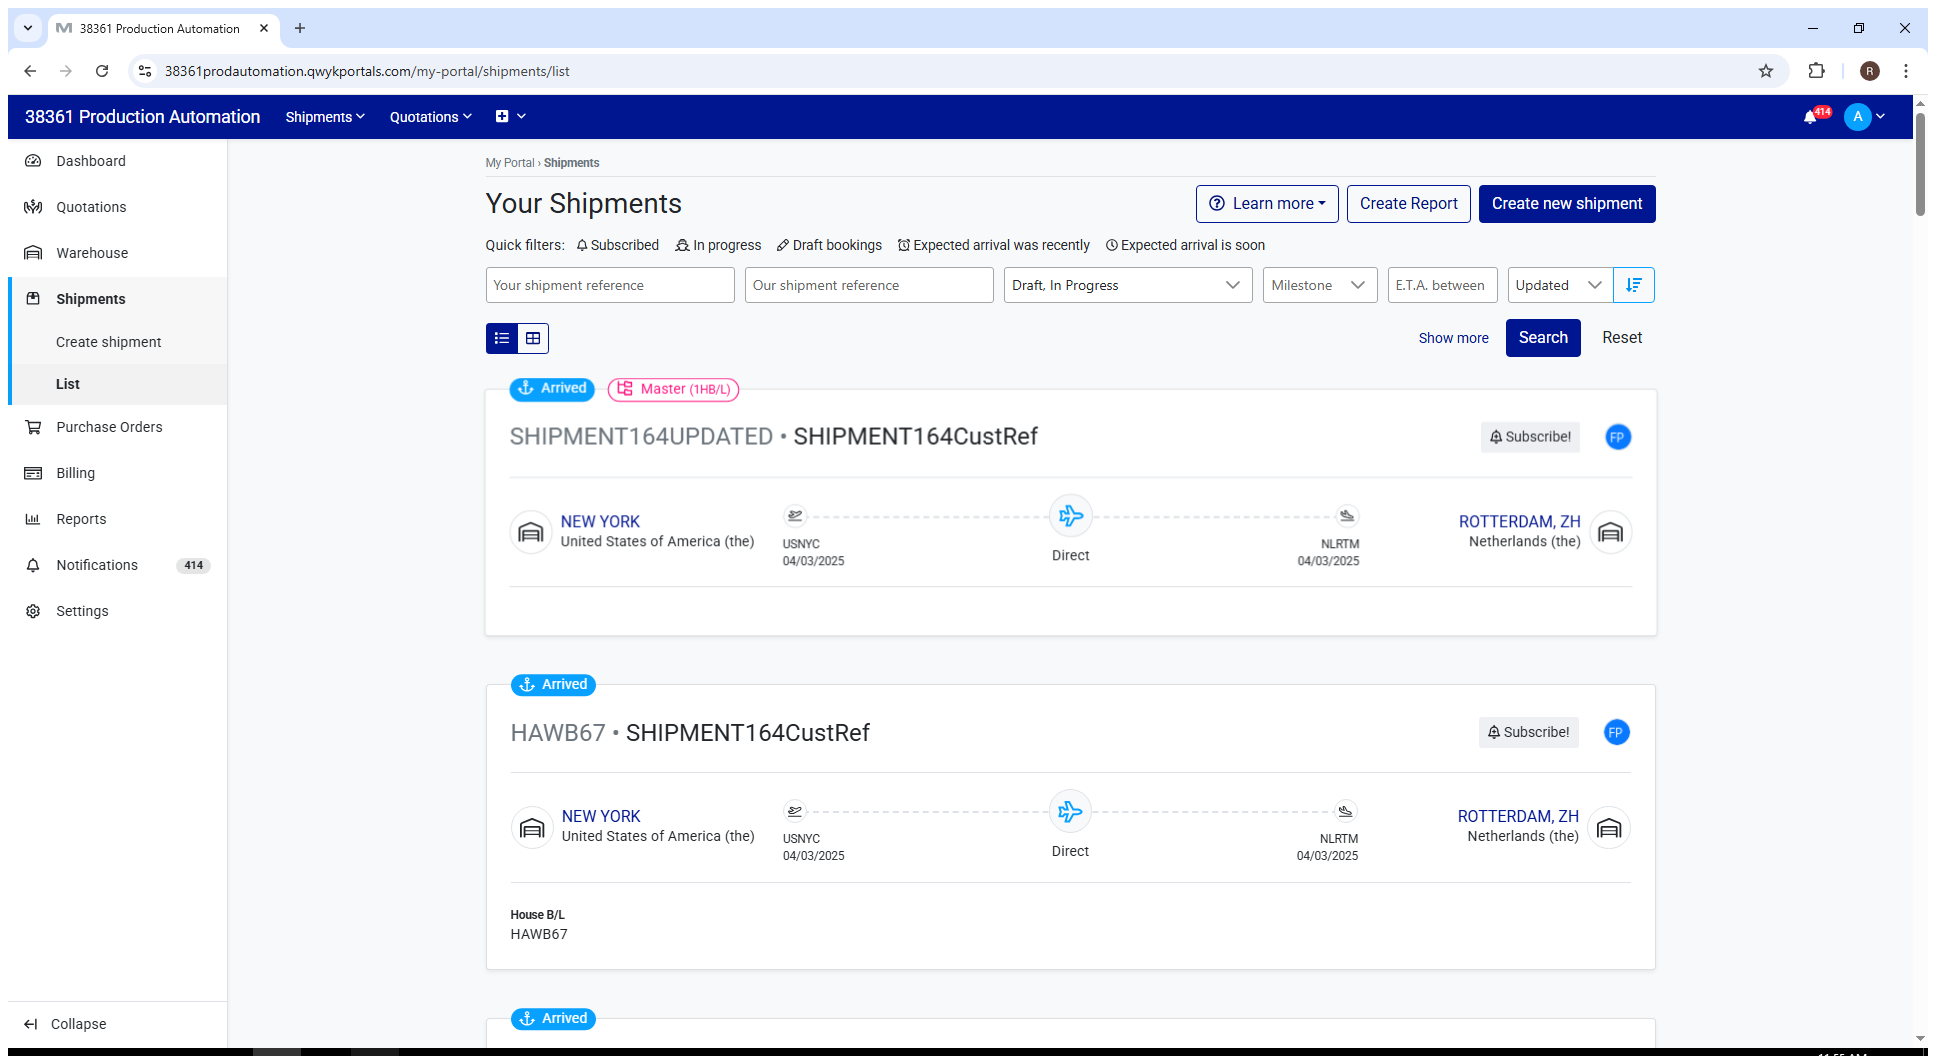 38361 Production Automation
38361prodautomation.qwykportals.com/my-portal/shipments/list
R
38361 Production Automation
Shipments
Quotations
414
A
Dashboard
Quotations
Warehouse
Shipments
Create shipment
List
Purchase Orders
Billing
Reports
Notifications 414
Settings
Collapse
My Portal › Shipments
Your Shipments
Learn more
Create Report
Create new shipment
Quick filters: Subscribed In progress Draft bookings Expected arrival was recently Expected arrival is soon
Your shipment reference
Our shipment reference
Draft, In Progress
Milestone
E.T.A. between
Updated
Show more
Search
Reset
Arrived
Master (1HB/L)
SHIPMENT164UPDATED • SHIPMENT164CustRef
Subscribe!
FP
NEW YORK
United States of America (the)
USNYC
04/03/2025
Direct
NLRTM
04/03/2025
ROTTERDAM, ZH
Netherlands (the)
Arrived
HAWB67 • SHIPMENT164CustRef
Subscribe!
FP
NEW YORK
United States of America (the)
USNYC
04/03/2025
Direct
NLRTM
04/03/2025
ROTTERDAM, ZH
Netherlands (the)
House B/L
HAWB67
Arrived